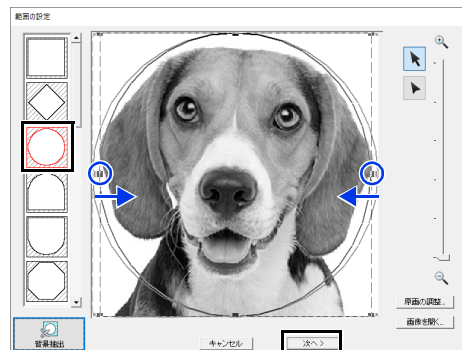 範囲の設定
原画の調整...
画像を開く...
背景抽出
キャンセル
次へ >